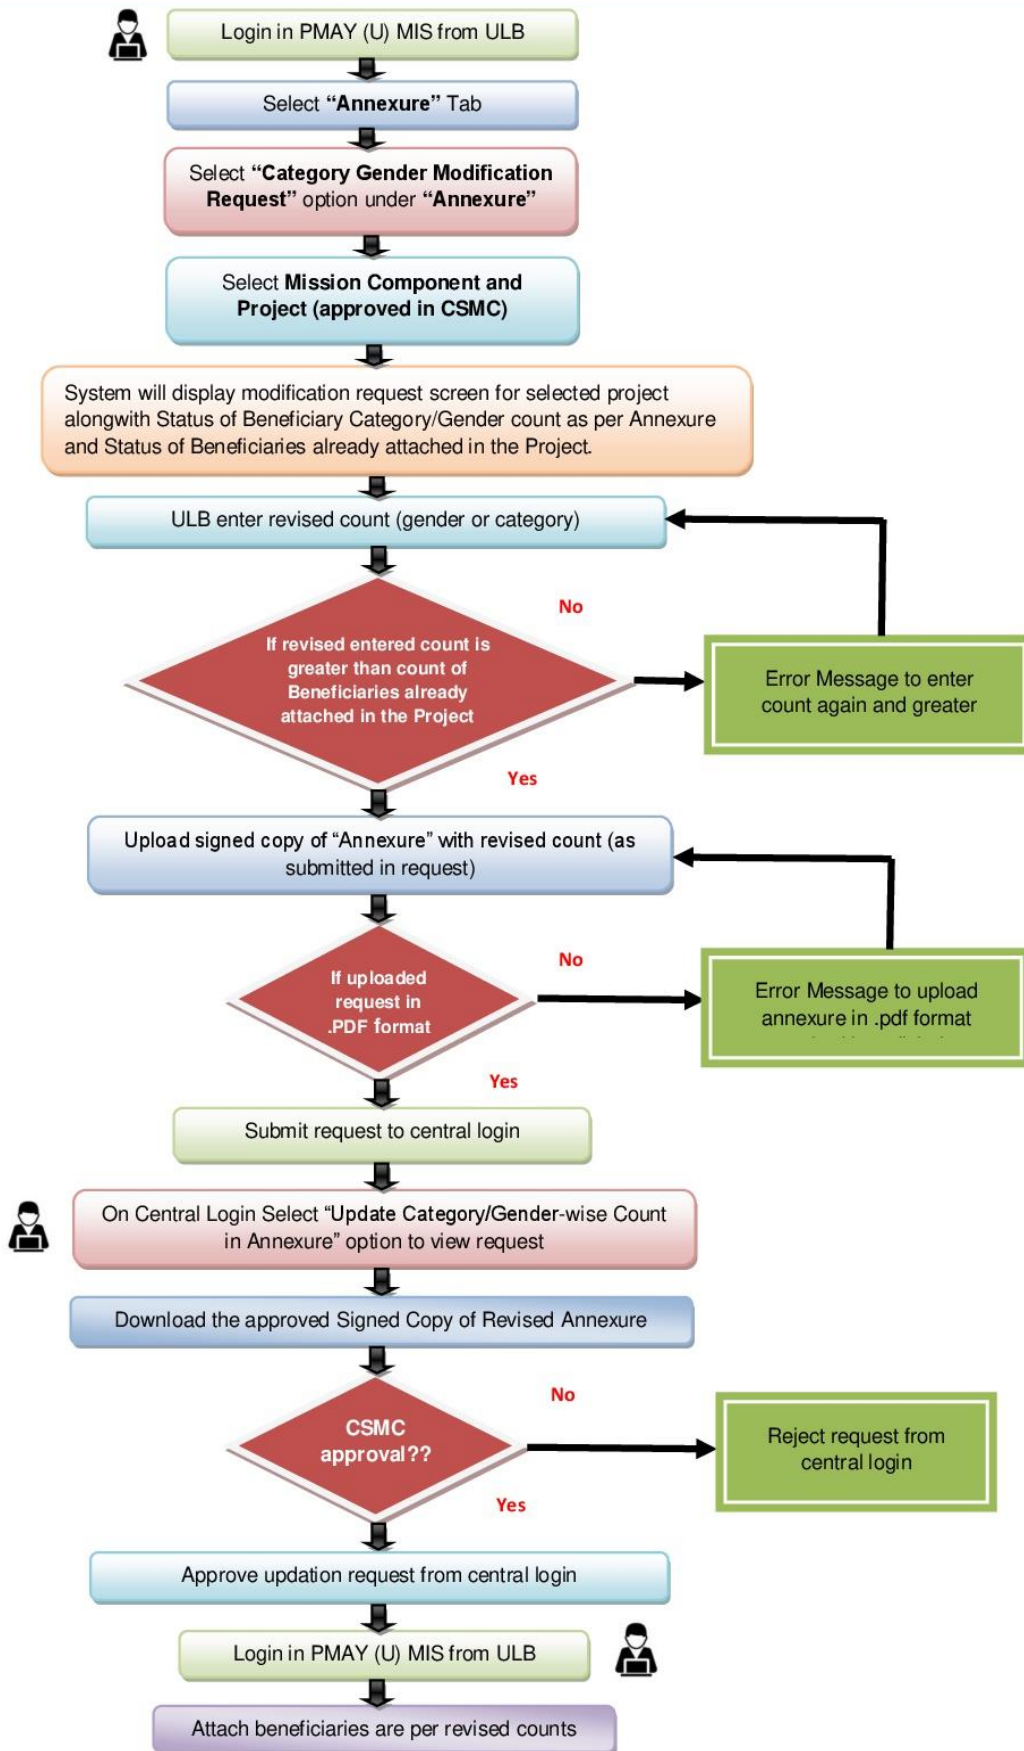 Login in PMAY (U) MIS from ULB
Select “Annexure” Tab
Select “Category Gender Modification
Request” option under “Annexure”
Select Mission Component and
Project (approved in CSMC)
System will display modification request screen for selected project
alongwith Status of Beneficiary Category/Gender count as per Annexure
and Status of Beneficiaries already attached in the Project.
ULB enter revised count (gender or category)
No
If revised entered count is
greater than count of
Beneficiaries already
attached in the Project
Error Message to enter
count again and greater
Yes
Upload signed copy of “Annexure” with revised count (as
submitted in request)
No
If uploaded
request in
.PDF format
Error Message to upload
annexure in .pdf format
Yes
Submit request to central login
On Central Login Select “Update Category/Gender-wise Count
in Annexure” option to view request
Download the approved Signed Copy of Revised Annexure
No
CSMC
approval??
Reject request from
central login
Yes
Approve updation request from central login
Login in PMAY (U) MIS from ULB
Attach beneficiaries are per revised counts